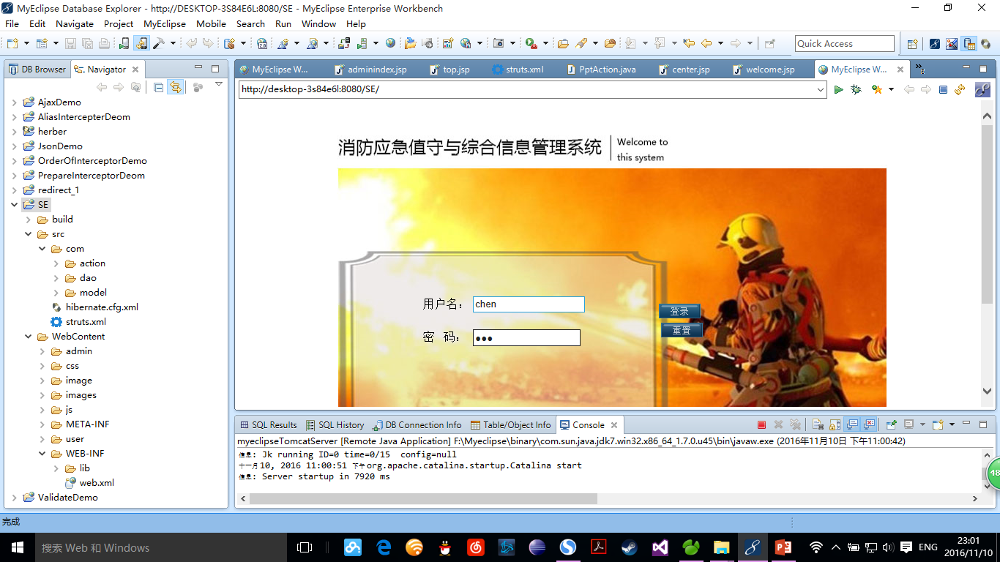 MyEclipse Database Explorer - http://DESKTOP-3S84E6L:8080/SE - MyEclipse Enterprise Workbench
File Edit Navigate Project MyEclipse Mobile Search Run Window Help
Quick Access
DB Browser Navigator
MyEclipse W... adminindex.jsp top.jsp struts.xml PptAction.java center.jsp welcome.jsp MyEclipse W...
http://desktop-3s84e6l:8080/SE/
AjaxDemo
AliasIntercepterDeom
herber
JsonDemo
OrderOfInterceptorDemo
PrepareInterceptorDeom
redirect_1
SE
build
src
com
action
dao
model
hibernate.cfg.xml
struts.xml
WebContent
admin
css
image
images
js
META-INF
user
WEB-INF
lib
web.xml
ValidateDemo
消防应急值守与综合信息管理系统
Welcome to
this system
用户名: chen
登录
密 码: ●●●
重置
SQL Results SQL History DB Connection Info Table/Object Info Console
myeclipseTomcatServer [Remote Java Application] F:\Myeclipse\binary\com.sun.java.jdk7.win32.x86_64_1.7.0.u45\bin\javaw.exe (2016年11月10日 下午11:00:42)
信息: Jk running ID=0 time=0/15 config=null
十一月 10, 2016 11:00:51 下午 org.apache.catalina.startup.Catalina start
信息: Server startup in 7920 ms
48
完成
搜索 Web 和 Windows
ENG
23:01
2016/11/10